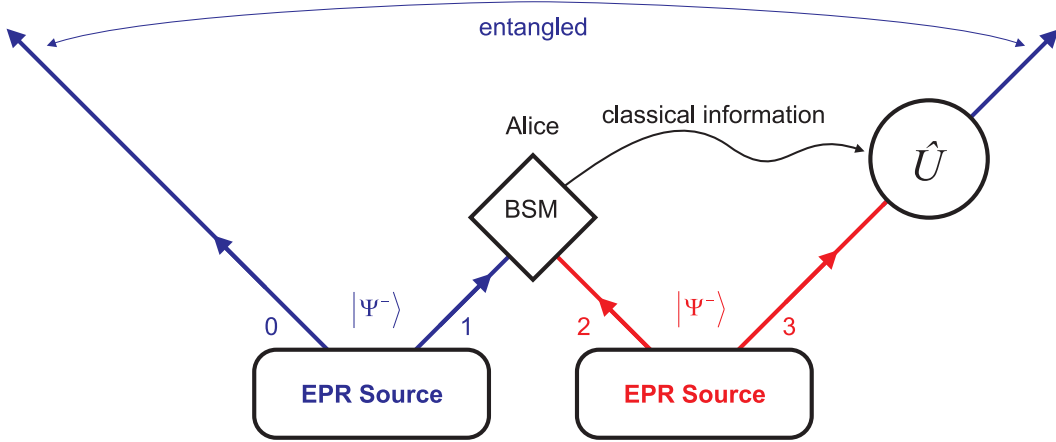 entangled
classical information
Alice
Û
BSM
|Ψ⁻⟩
|Ψ⁻⟩
0
1
2
3
EPR Source
EPR Source